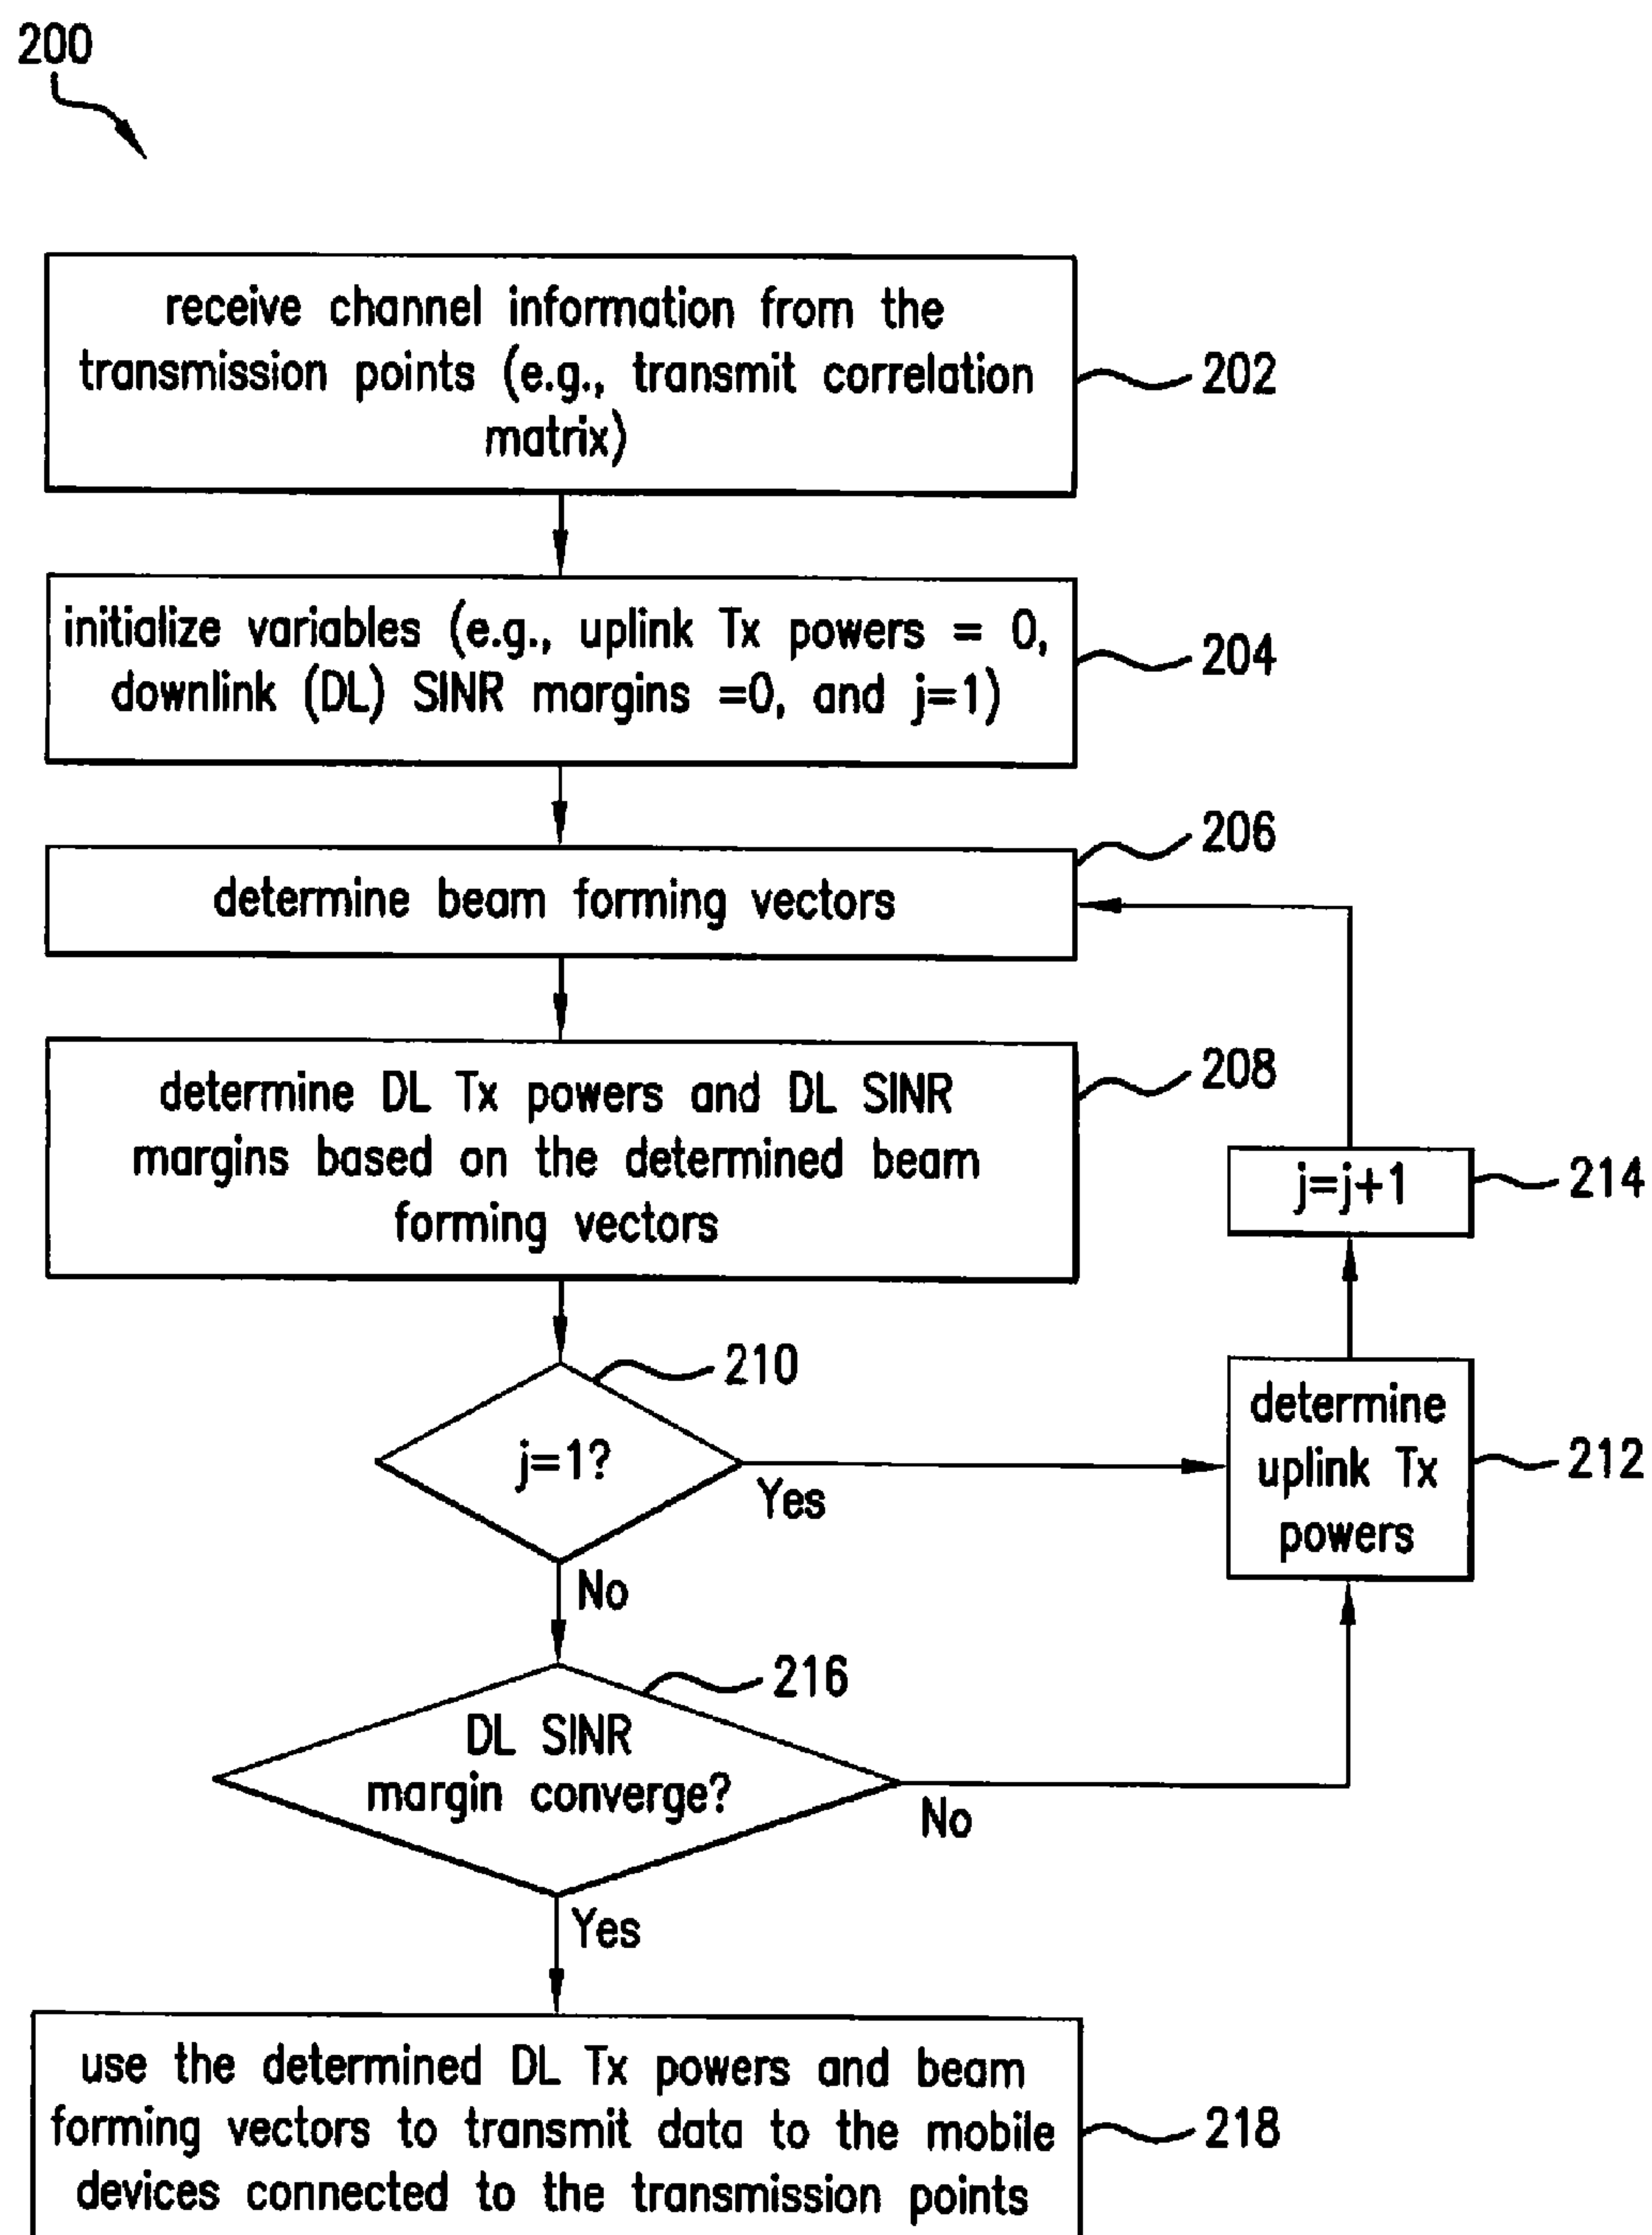 200
receive channel information from the
transmission points (e.g., transmit correlation
matrix)
202
initialize variables (e.g., uplink Tx powers = 0,
downlink (DL) SINR margins =0, and j=1)
204
206
determine beam forming vectors
determine DL Tx powers and DL SINR
margins based on the determined beam
forming vectors
208
j=j+1
214
210
j=1?
Yes
No
determine
uplink Tx
powers
212
216
DL SINR
margin converge?
No
Yes
use the determined DL Tx powers and beam
forming vectors to transmit data to the mobile
devices connected to the transmission points
218